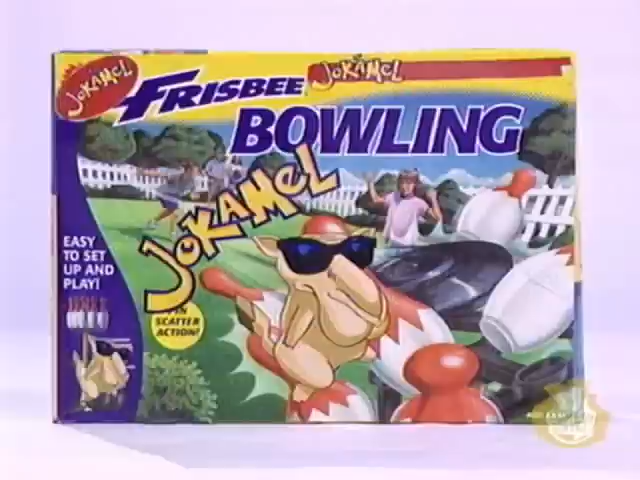 JOKAMEL
FRISBEE
JOKAMEL
BOWLING
JOKAMEL
EASY
TO SET
UP AND
PLAY!
SCATTER
ACTION!